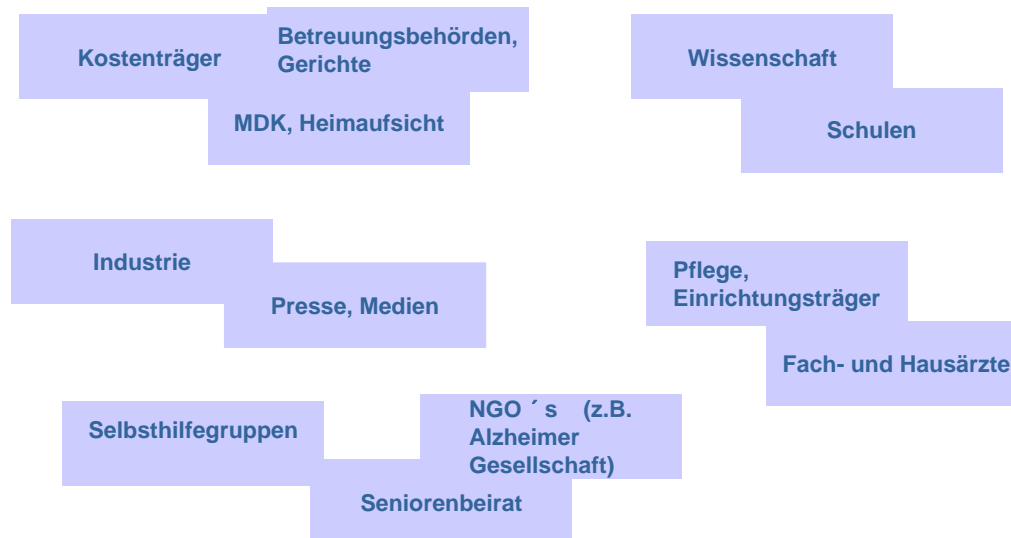 Kostenträger
Betreuungsbehörden,
Gerichte
MDK, Heimaufsicht
Wissenschaft
Schulen
Industrie
Presse, Medien
Pflege,
Einrichtungsträger
Fach- und Hausärzte
Selbsthilfegruppen
NGO ´ s (z.B.
Alzheimer
Gesellschaft)
Seniorenbeirat